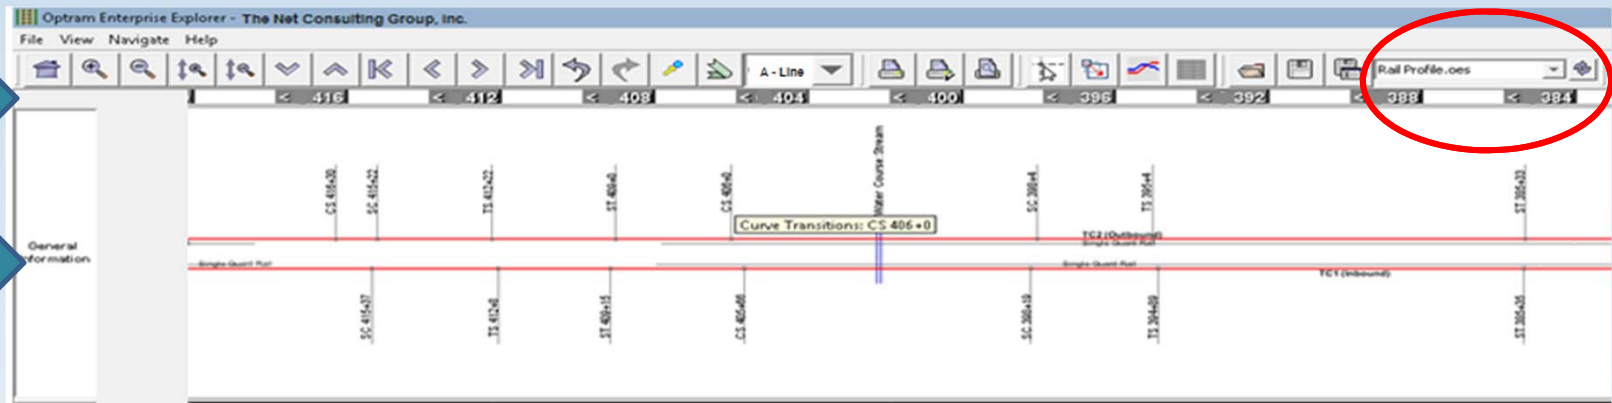 Optram Enterprise Explorer - The Net Consulting Group, Inc.
File View Navigate Help
A - Line
Rail Profile.oes
< 416 < 412 < 408 < 404 < 400 < 396 < 392 < 388 < 384
CS 416+30 SC 415+22 TS 412+22 ST 409+0 CS 406+0 Water Course: Stream SC 398+4 TS 395+4 ST 385+33
Curve Transitions: CS 406+0
General
TC2 (Outbound)
Single Guard Rail
Single Guard Rail Single Guard Rail
TC1 (Inbound)
SC 415+37 TS 412+8 ST 409+15 CS 405+66 SC 398+19 TS 394+89 ST 385+35